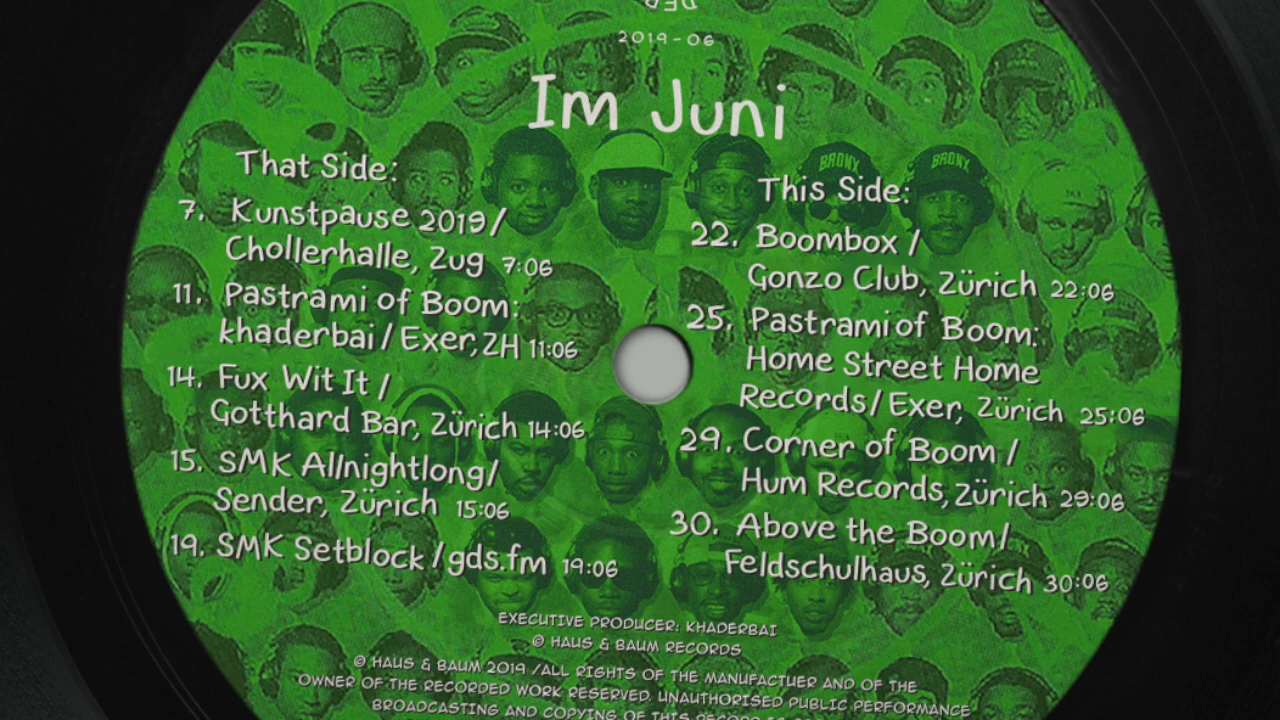 DER
2019-06
Im Juni
That Side:
7. Kunstpause 2019/
Chollerhalle, Zug 7:06
11. Pastrami of Boom:
khaderbai / Exer, ZH 11:06
14. Fux Wit It /
Gotthard Bar, Zürich 14:06
15. SMK Allnightlong/
Sender, Zürich 15:06
19. SMK Setblock / gds.fm 19:06
This Side:
22. Boombox /
Gonzo Club, Zürich 22:06
25. Pastrami of Boom:
Home Street Home
Records / Exer, Zürich 25:06
29. Corner of Boom /
Hum Records, Zürich 29:06
30. Above the Boom/
Feldschulhaus, Zürich 30:06
BRONX
BRONX
EXECUTIVE PRODUCER: KHADERBAI
© HAUS & BAUM RECORDS
© HAUS & BAUM 2019 /ALL RIGHTS OF THE MANUFACTUER AND OF THE
OWNER OF THE RECORDED WORK RESERVED. UNAUTHORISED PUBLIC PERFORMANCE
BROADCASTING AND COPYING OF THIS RECORD